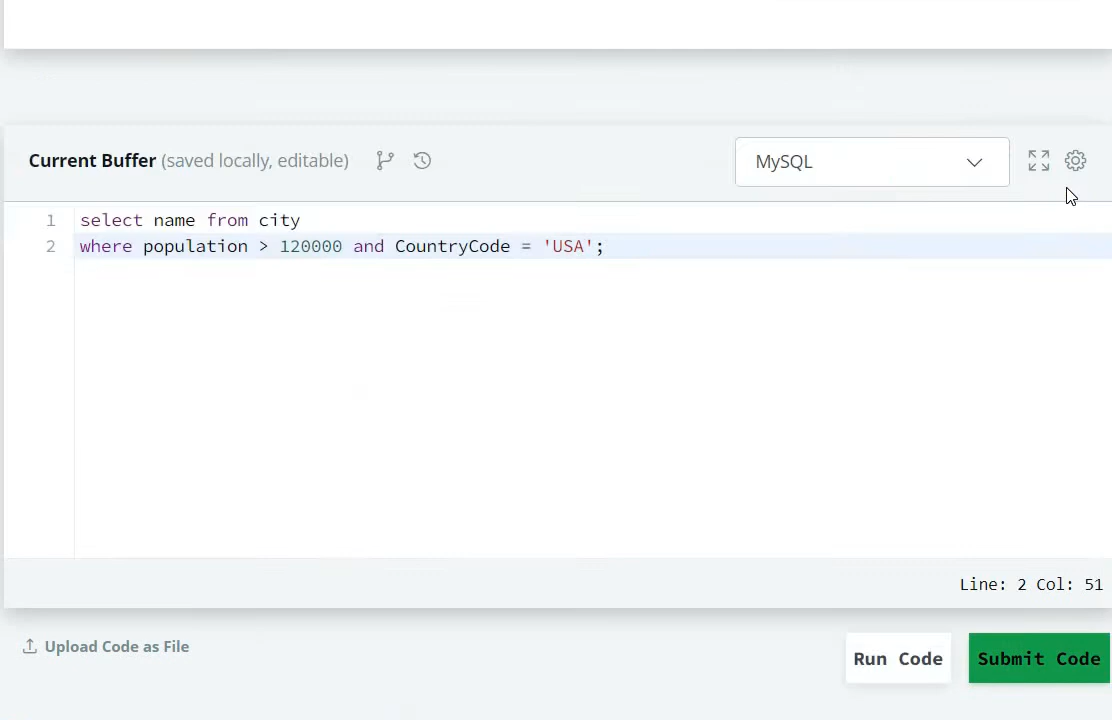 Current Buffer (saved locally, editable)
MySQL
1 select name from city
2 where population > 120000 and CountryCode = 'USA';
Line: 2 Col: 51
Upload Code as File
Run Code
Submit Code